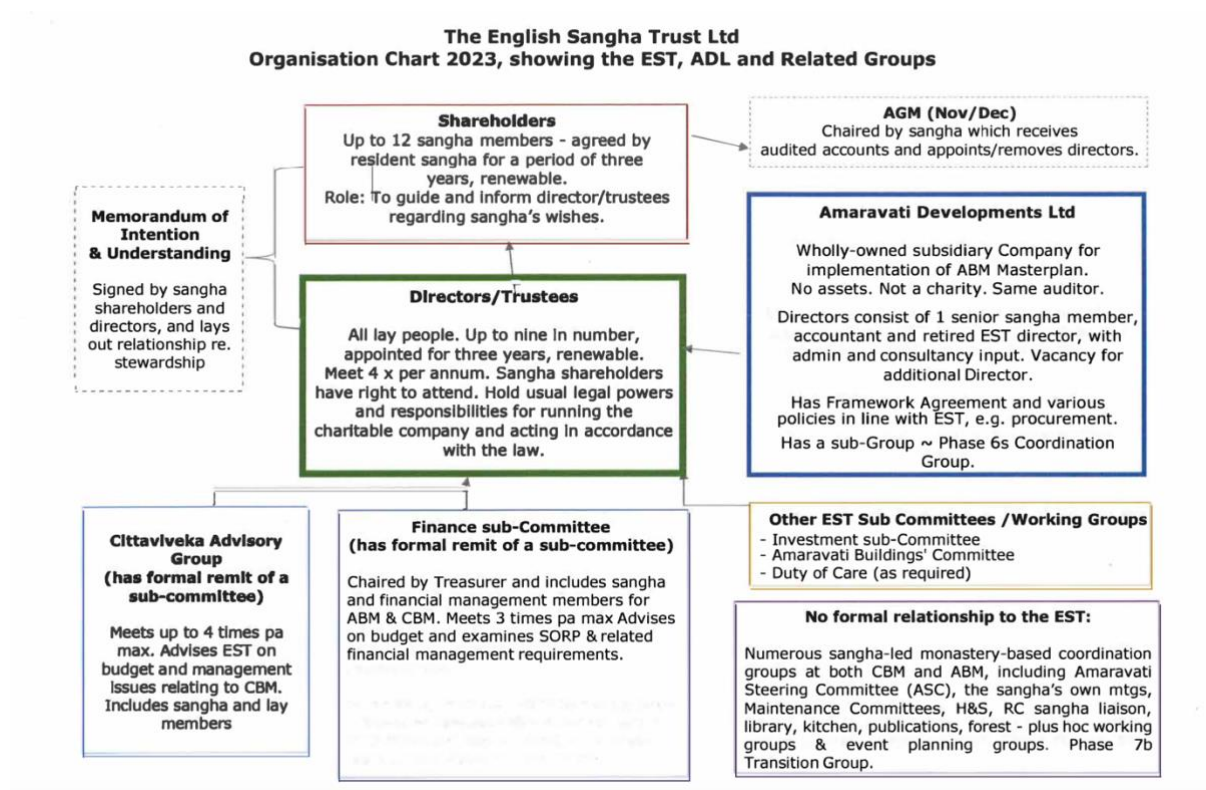 The English Sangha Trust Ltd
Organisation Chart 2023, showing the EST, ADL and Related Groups
Shareholders
Up to 12 sangha members - agreed by
resident sangha for a period of three
years, renewable.
Role: To guide and inform director/trustees
regarding sangha's wishes.
AGM (Nov/Dec)
Chaired by sangha which receives
audited accounts and appoints/removes directors.
Memorandum of
Intention
& Understanding
Signed by sangha
shareholders and
directors, and lays
out relationship re.
stewardship
Directors/Trustees
All lay people. Up to nine in number,
appointed for three years, renewable.
Meet 4 x per annum. Sangha shareholders
have right to attend. Hold usual legal powers
and responsibilities for running the
charitable company and acting in accordance
with the law.
Amaravati Developments Ltd
Wholly-owned subsidiary Company for
implementation of ABM Masterplan.
No assets. Not a charity. Same auditor.
Directors consist of 1 senior sangha member,
accountant and retired EST director, with
admin and consultancy input. Vacancy for
additional Director.
Has Framework Agreement and various
policies in line with EST, e.g. procurement.
Has a sub-Group ~ Phase 6s Coordination
Group.
Cittaviveka Advisory
Group
(has formal remit of a
sub-committee)
Meets up to 4 times pa
max. Advises EST on
budget and management
issues relating to CBM.
Includes sangha and lay
members
Finance sub-Committee
(has formal remit of a sub-committee)
Chaired by Treasurer and includes sangha
and financial management members for
ABM & CBM. Meets 3 times pa max Advises
on budget and examines SORP & related
financial management requirements.
Other EST Sub Committees /Working Groups
- Investment sub-Committee
- Amaravati Buildings' Committee
- Duty of Care (as required)
No formal relationship to the EST:
Numerous sangha-led monastery-based coordination
groups at both CBM and ABM, including Amaravati
Steering Committee (ASC), the sangha's own mtgs,
Maintenance Committees, H&S, RC sangha liaison,
library, kitchen, publications, forest - plus hoc working
groups & event planning groups. Phase 7b
Transition Group.